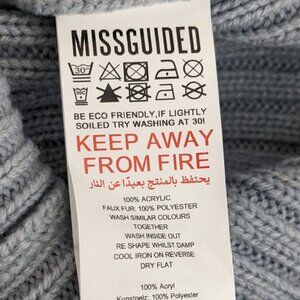 MISSGUIDED
30°
BE ECO FRIENDLY,IF LIGHTLY
SOILED TRY WASHING AT 30!
KEEP AWAY
FROM FIRE
يحتفظ بالمنتج بعيداً عن النار
100% ACRYLIC
FAUX FUR: 100% POLYESTER
WASH SIMILAR COLOURS
TOGETHER
WASH INSIDE OUT
RE SHAPE WHILST DAMP
COOL IRON ON REVERSE
DRY FLAT
100% Acryl
Kunstpelz: 100% Polyester